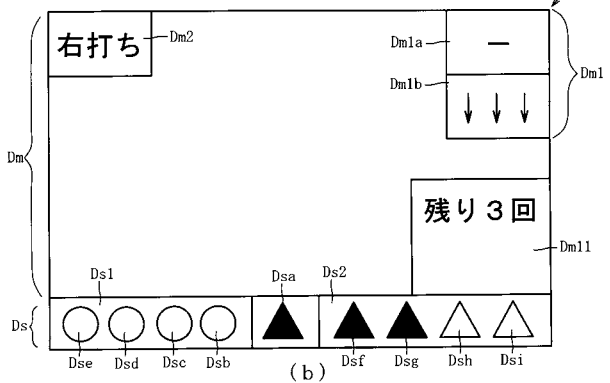 右打ち
Dm2
Dm1a
−
Dm1
Dm1b
↓ ↓ ↓
Dm
残り3回
Dm11
Ds1
Dsa
Ds2
Ds
Dse Dsd Dsc Dsb Dsf Dsg Dsh Dsi
(b)